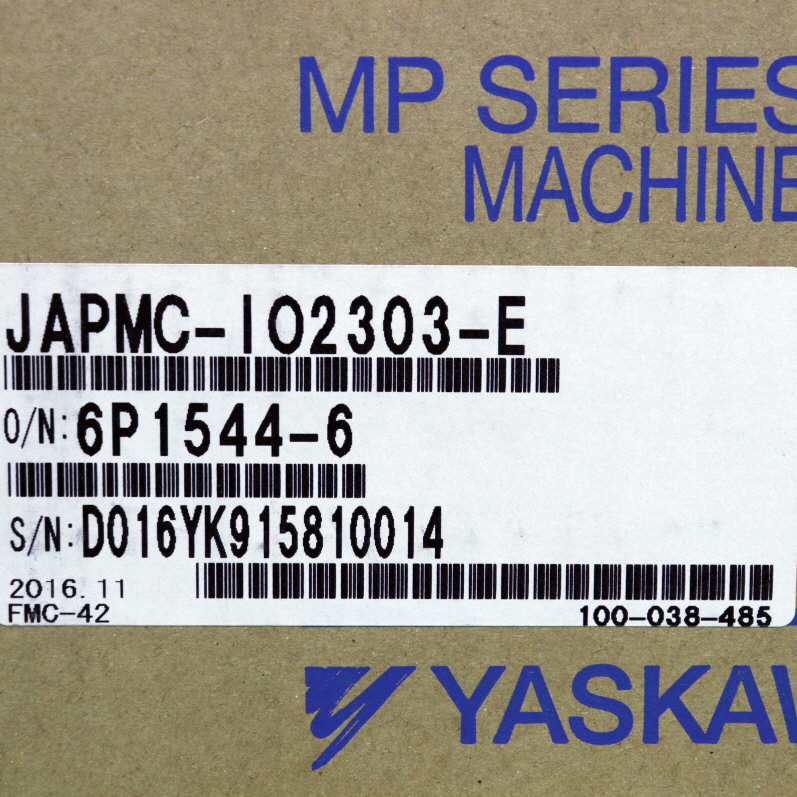 MP SERIES
MACHINE
JAPMC-IO2303-E
O/N: 6P1544-6
S/N: D016YK915810014
2016.11
FMC-42
100-038-485
YASKAW